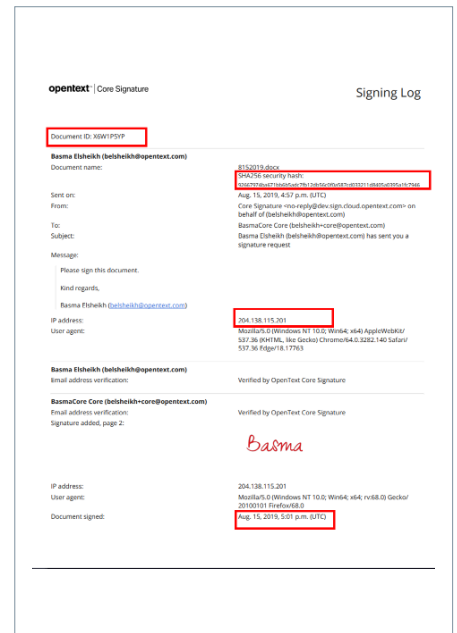 opentext™ | Core Signature
Signing Log
Document ID: X6W1P5YP
Basma Elsheikh (belsheikh@opentext.com)
Document name: 8152019.docx
SHA256 security hash:
Sent on: Aug. 15, 2019, 4:57 p.m. (UTC)
From: Core Signature <no-reply@dev.sign.cloud.opentext.com> on
behalf of (belsheikh@opentext.com)
To: BasmaCore Core (belsheikh+core@opentext.com)
Subject: Basma Elsheikh (belsheikh@opentext.com) has sent you a
signature request
Message:
Please sign this document.
Kind regards,
Basma Elsheikh (belsheikh@opentext.com)
IP address: 204.138.115.201
User agent: Mozilla/5.0 (Windows NT 10.0; Win64; x64) AppleWebKit/
537.36 (KHTML, like Gecko) Chrome/64.0.3282.140 Safari/
537.36 Edge/18.17763
Basma Elsheikh (belsheikh@opentext.com)
Email address verification: Verified by OpenText Core Signature
BasmaCore Core (belsheikh+core@opentext.com)
Email address verification: Verified by OpenText Core Signature
Signature added, page 2:
Basma
IP address: 204.138.115.201
User agent: Mozilla/5.0 (Windows NT 10.0; Win64; x64; rv:68.0) Gecko/
20100101 Firefox/68.0
Document signed: Aug. 15, 2019, 5:01 p.m. (UTC)